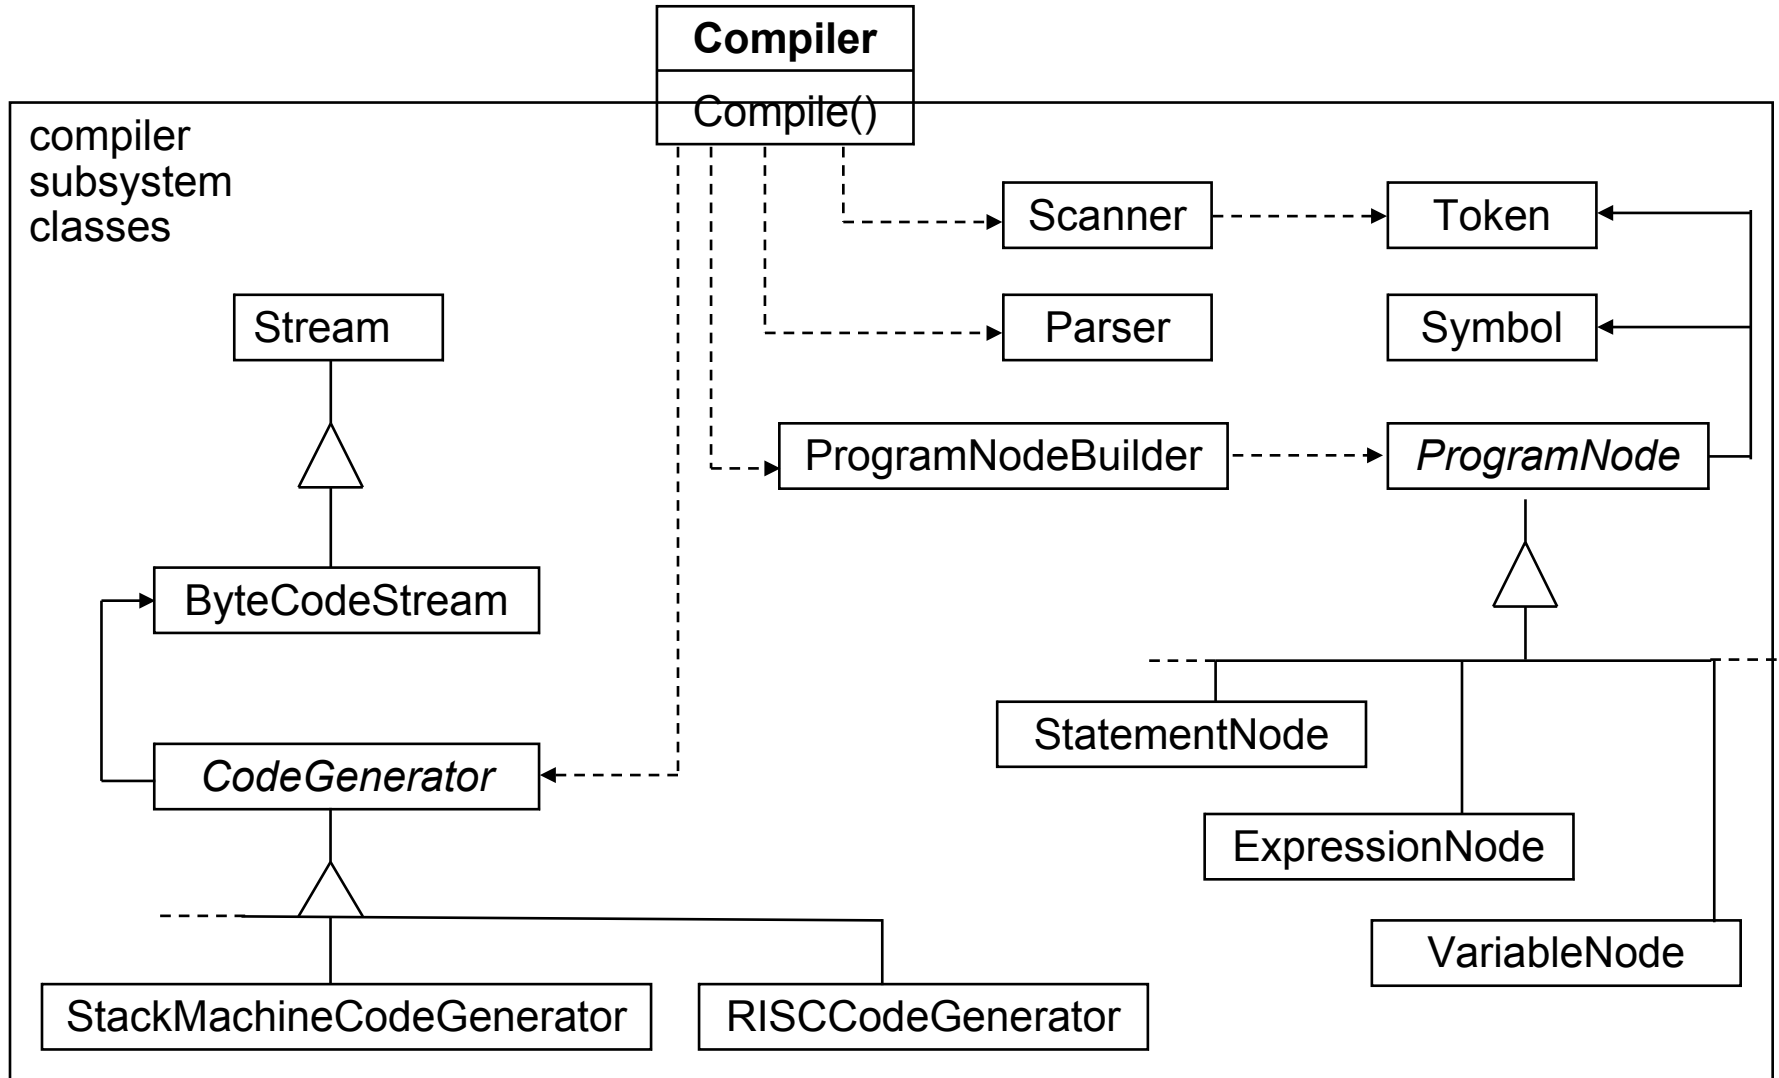 Compiler
Compile()
compiler
subsystem
classes
Scanner
Token
Stream
Parser
Symbol
ProgramNodeBuilder
ProgramNode
ByteCodeStream
StatementNode
CodeGenerator
ExpressionNode
VariableNode
StackMachineCodeGenerator
RISCCodeGenerator